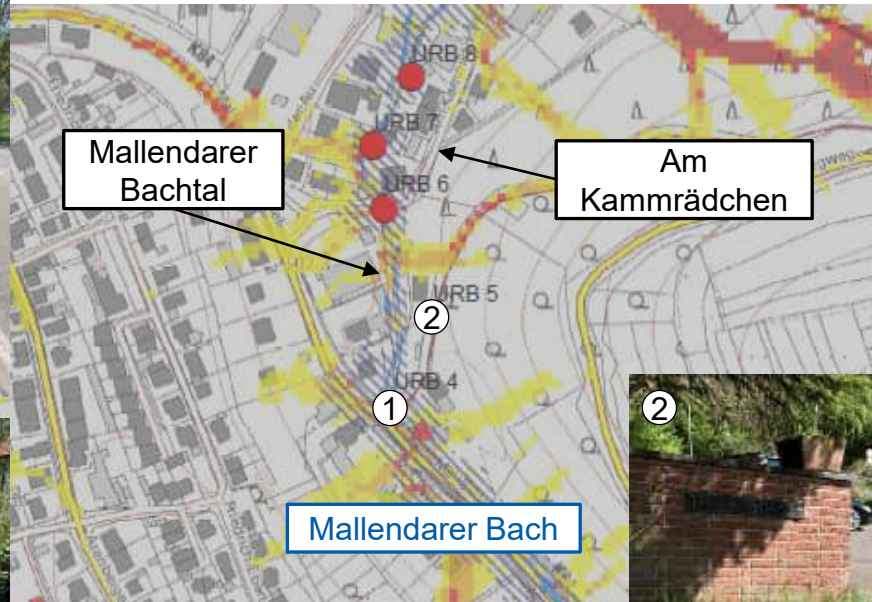 K84
URB 8
URB 7
Mallendarer
Bachtal
Am
Kammrädchen
URB 6
URB 5
2
URB 4
1
2
Mallendarer Bach